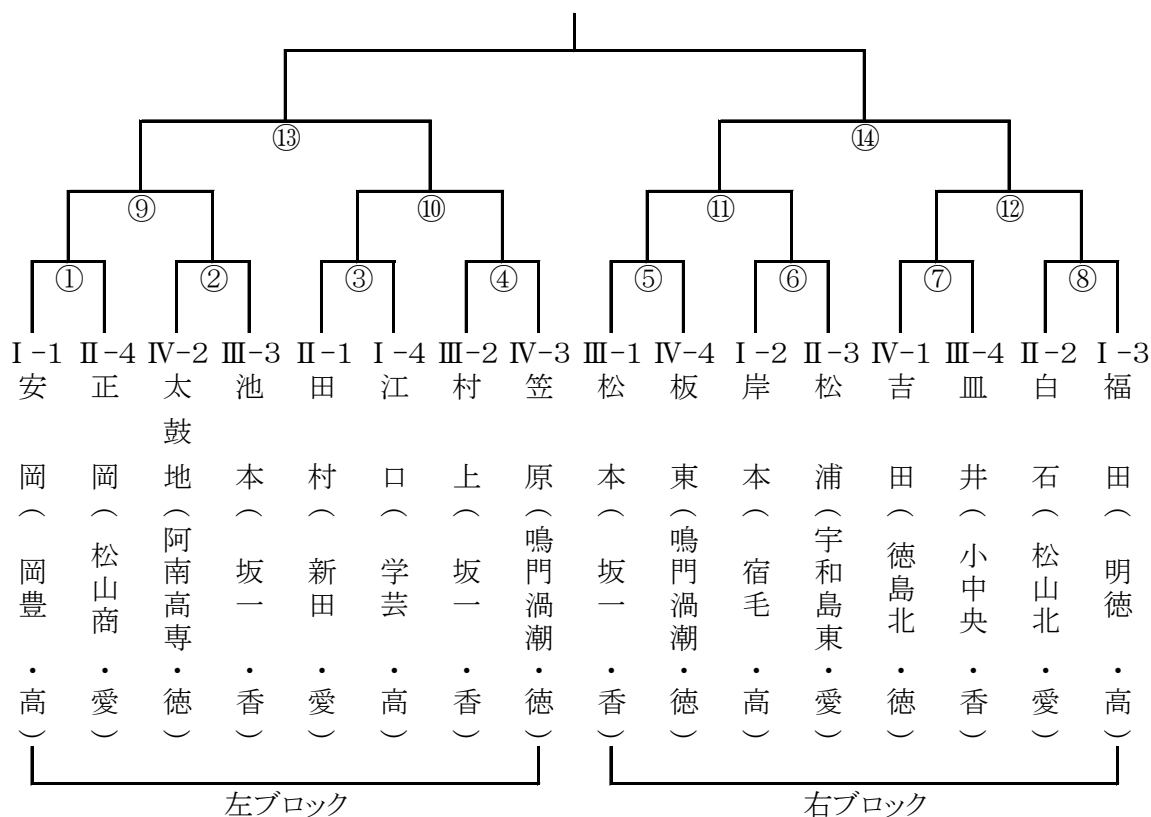 ⑬ ⑭
⑨ ⑩ ⑪ ⑫
① ② ③ ④ ⑤ ⑥ ⑦ ⑧
Ⅰ-1 Ⅱ-4 Ⅳ-2 Ⅲ-3 Ⅱ-1 Ⅰ-4 Ⅲ-2 Ⅳ-3 Ⅲ-1 Ⅳ-4 Ⅰ-2 Ⅱ-3 Ⅳ-1 Ⅲ-4 Ⅱ-2 Ⅰ-3
安岡(岡豊・高)
正岡(松山商・愛)
太鼓地(阿南高専・徳)
池本(坂一・香)
田村(新田・愛)
江口(学芸・高)
村上(坂一・香)
笠原(鳴門渦潮・徳)
松本(坂一・香)
板東(鳴門渦潮・徳)
岸本(宿毛・高)
松浦(宇和島東・愛)
吉田(徳島北・徳)
皿井(小中央・香)
白石(松山北・愛)
福田(明徳・高)
左ブロック 右ブロック